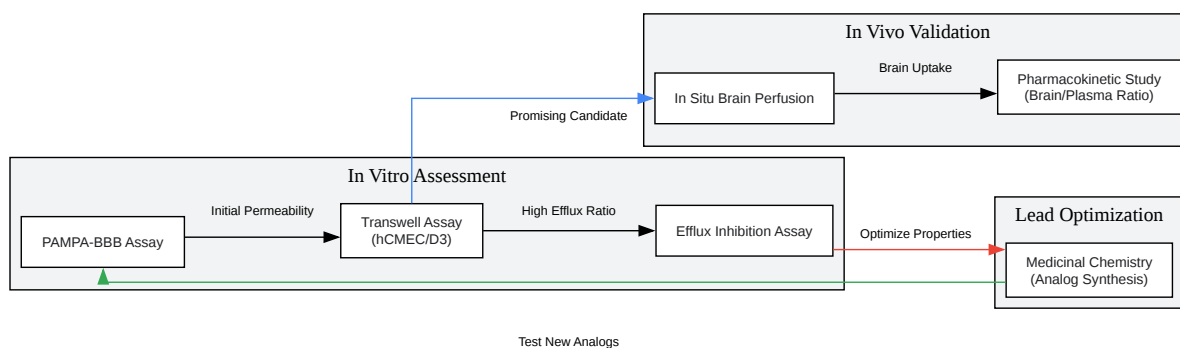 In Vivo Validation
Brain Uptake
In Situ Brain Perfusion
Pharmacokinetic Study
(Brain/Plasma Ratio)
Promising Candidate
In Vitro Assessment
Initial Permeability
High Efflux Ratio
PAMPA-BBB Assay
Transwell Assay
(hCMEC/D3)
Efflux Inhibition Assay
Optimize Properties
Lead Optimization
Medicinal Chemistry
(Analog Synthesis)
Test New Analogs